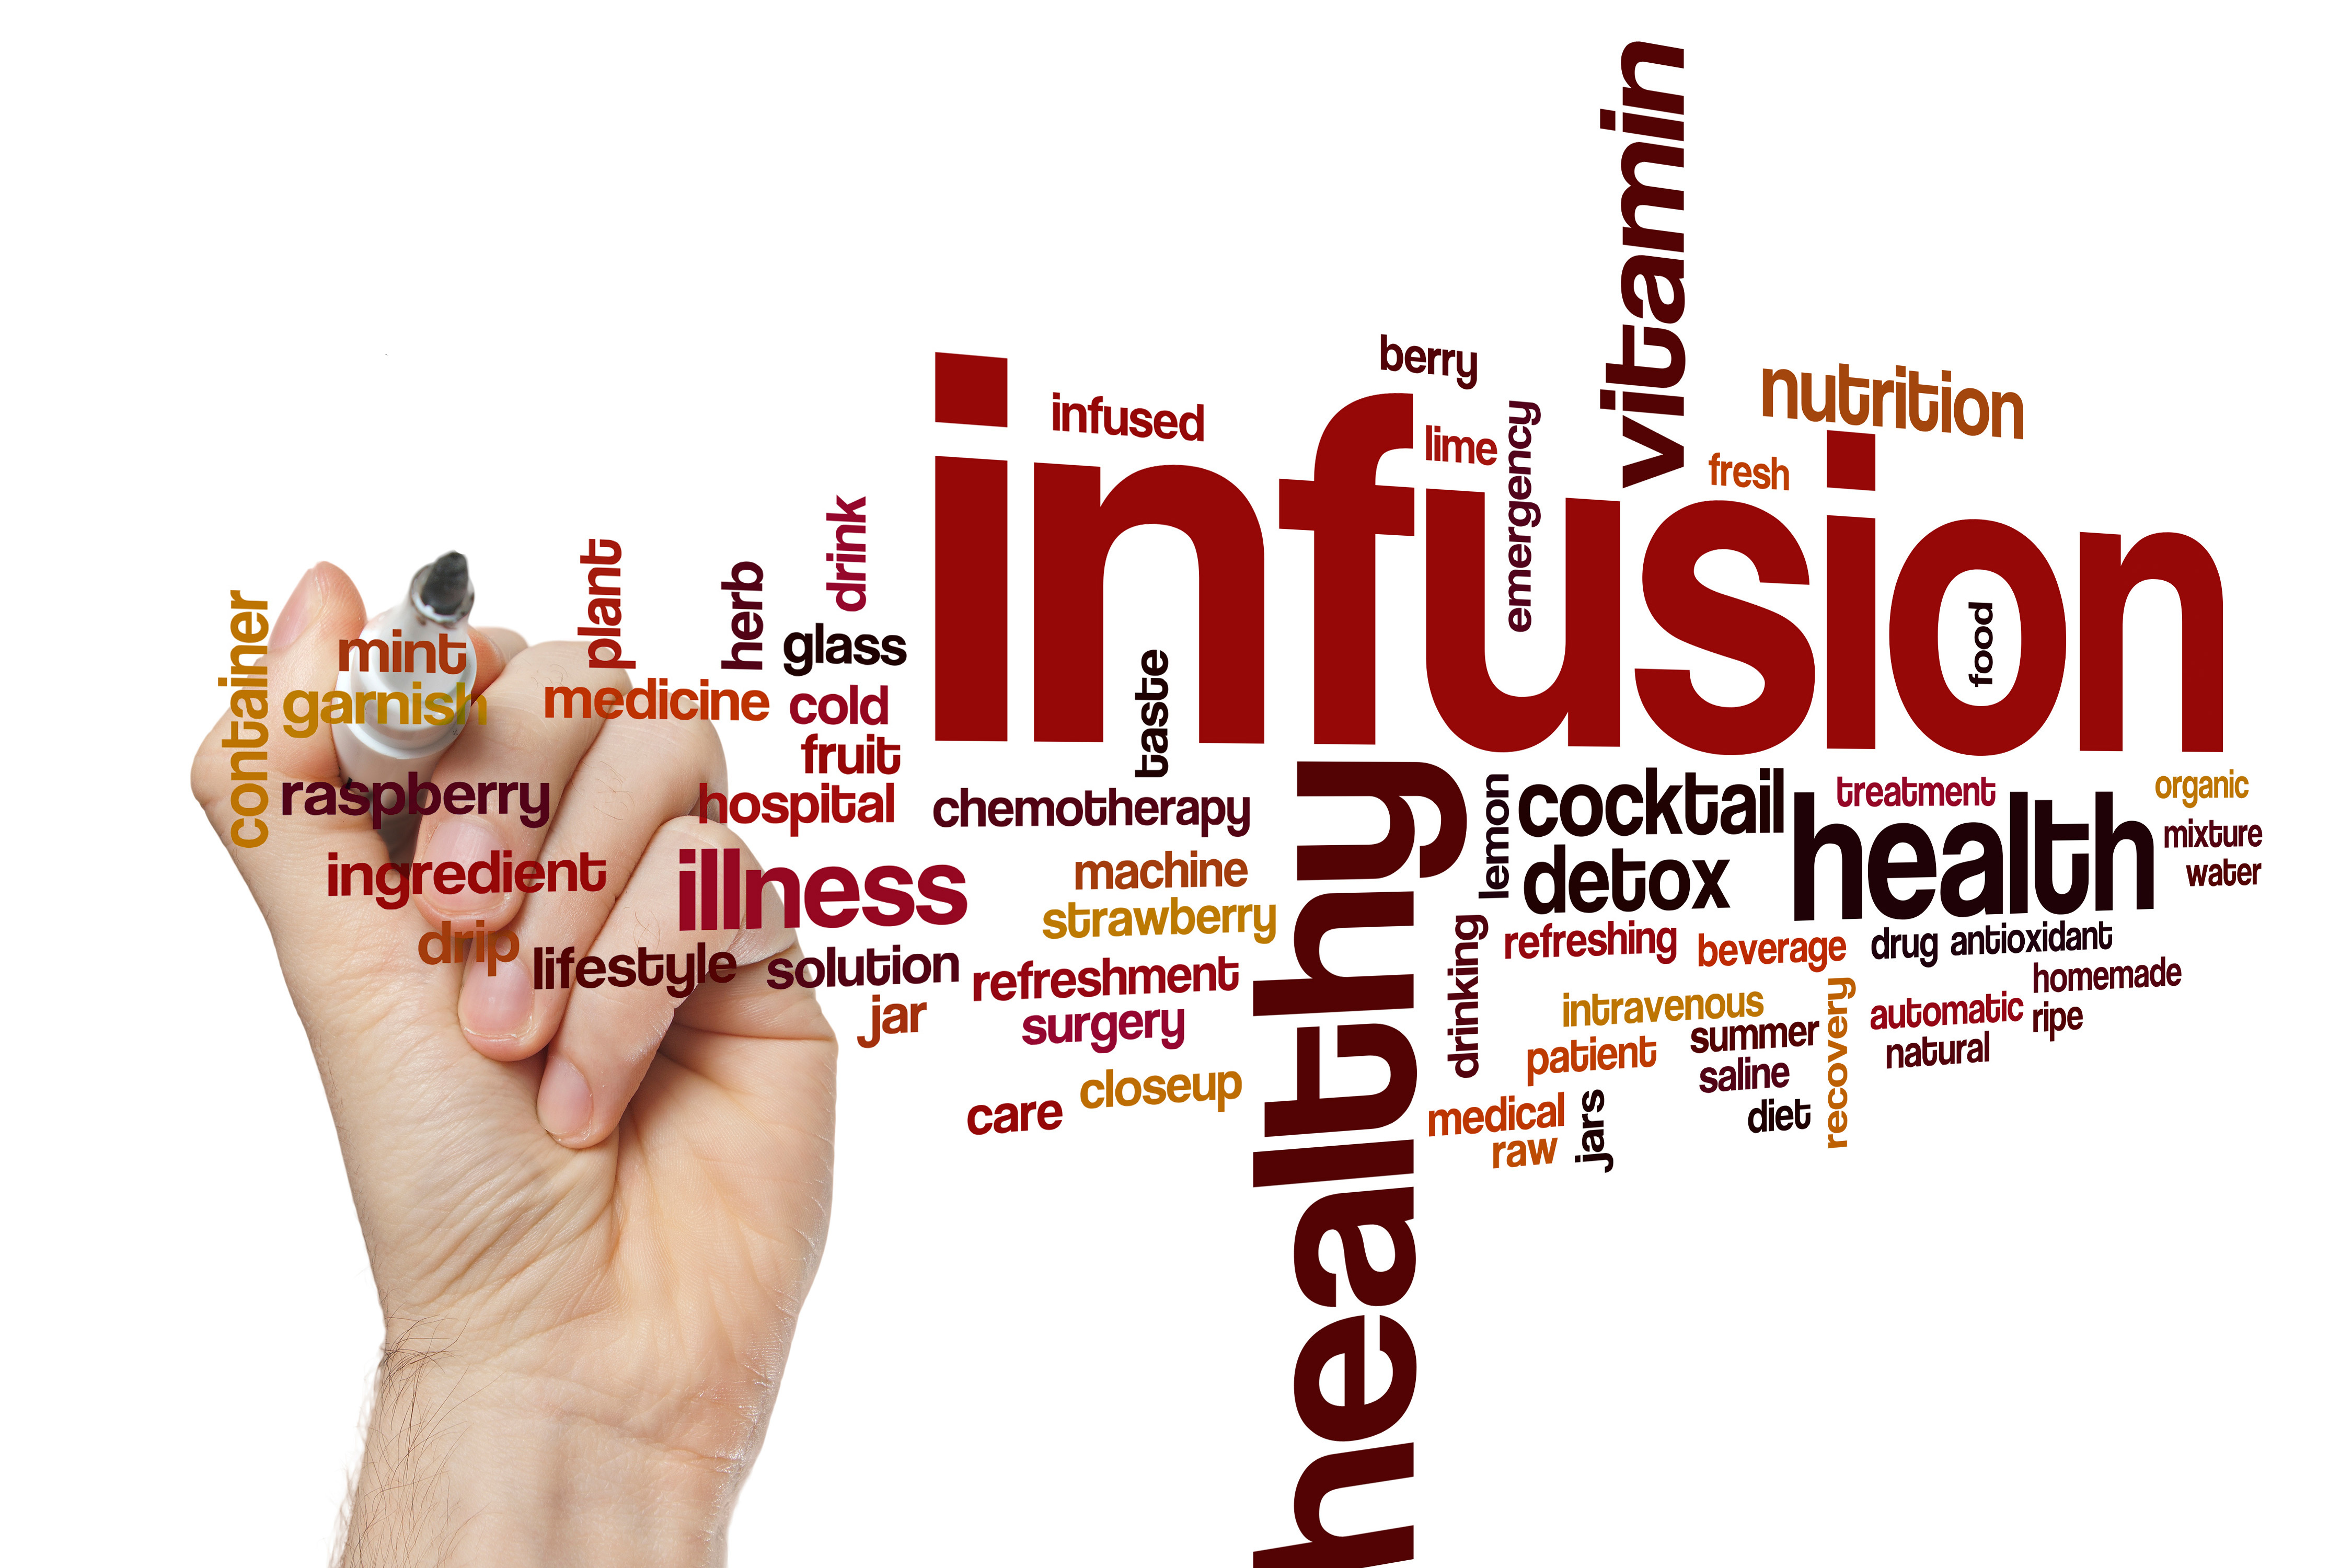 vitamin
berry
infused
lime
emergency
nutrition
fresh
infusion
food
taste
drink
herb
plant
glass
container
mint
garnish
medicine
cold
fruit
raspberry
hospital
chemotherapy
ingredient
illness
machine
strawberry
drip
lifestyle
solution
refreshment
jar
surgery
care
closeup
healthy
lemon
cocktail
treatment
organic
detox
health
mixture
water
drinking
refreshing
beverage
drug
antioxidant
homemade
intravenous
recovery
automatic
ripe
summer
patient
natural
saline
medical
jars
diet
raw